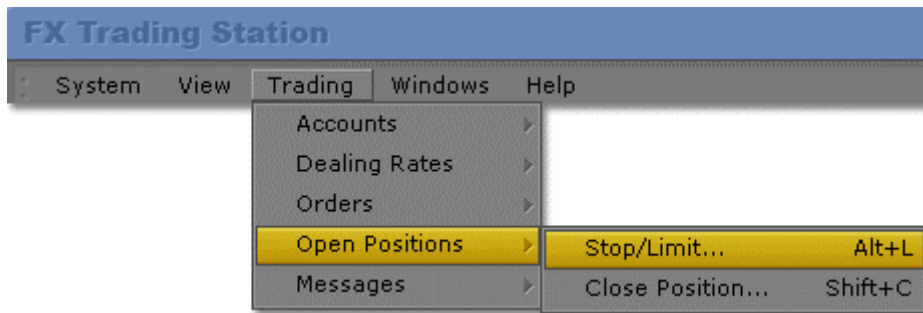 FX Trading Station
System View Trading Windows Help
Accounts
Dealing Rates
Orders
Open Positions
Stop/Limit... Alt+L
Messages
Close Position... Shift+C